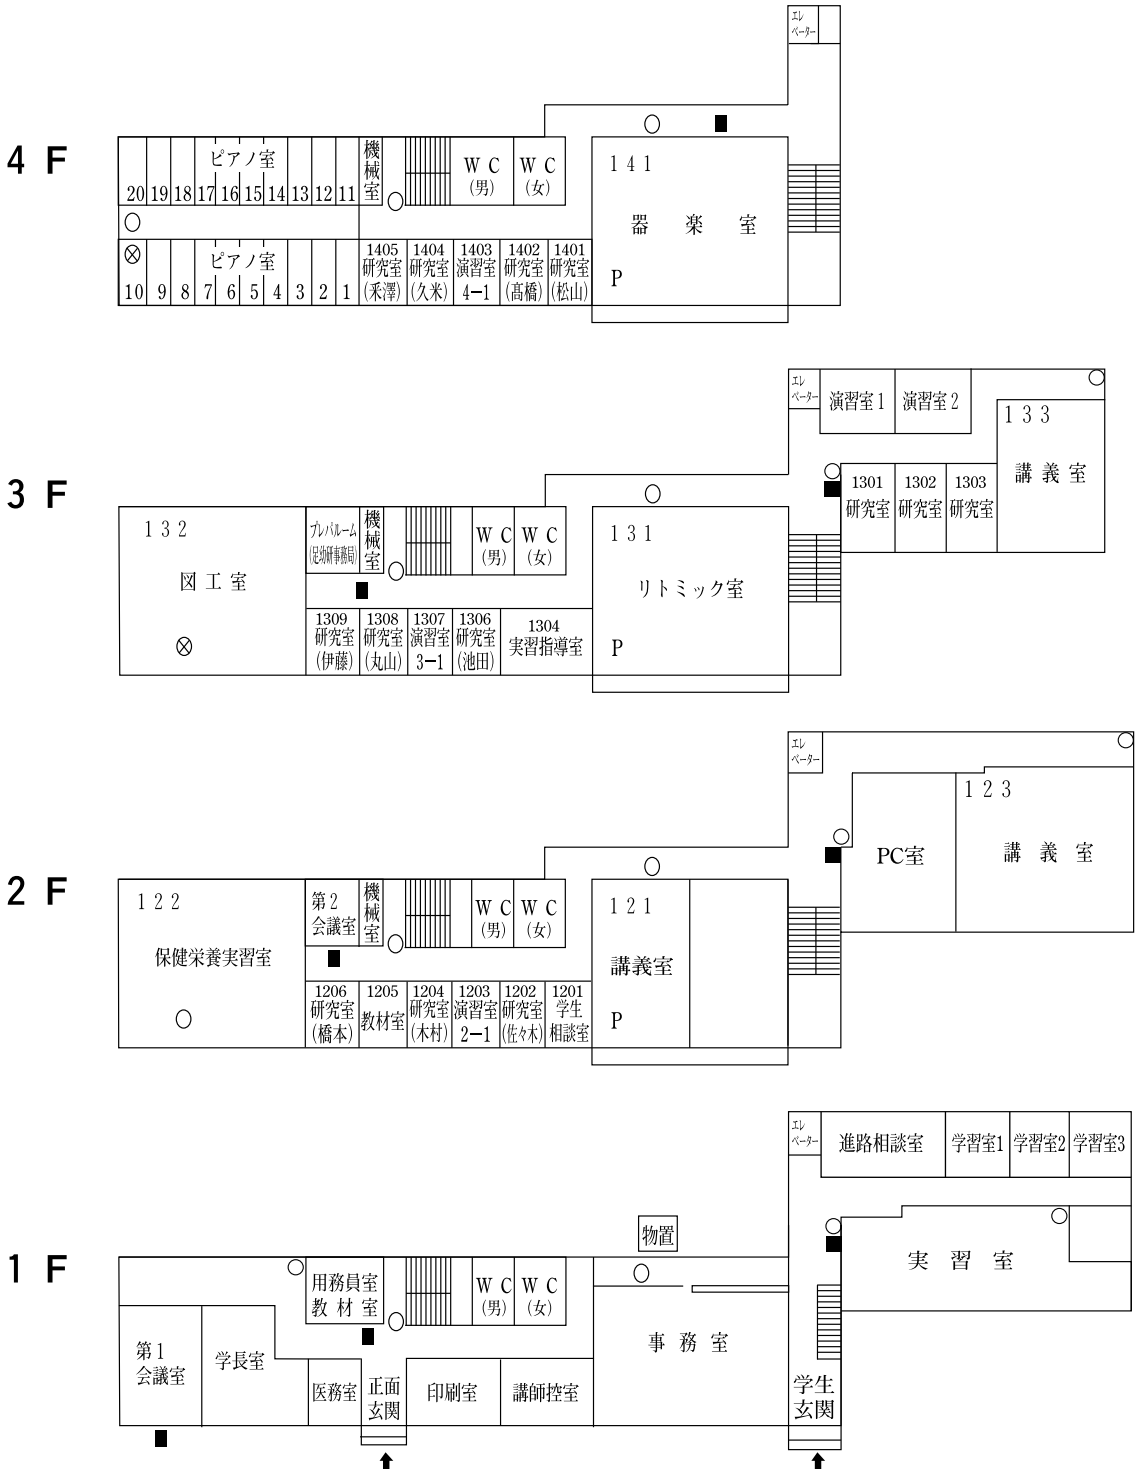 4 F
エレ
ベーター
ピアノ室
20 19 18 17 16 15 14 13 12 11
機械室
W C
(男)
W C
(女)
141
器楽室
P
ピアノ室
10 9 8 7 6 5 4 3 2 1
1405
研究室
(釆澤)
1404
研究室
(久米)
1403
演習室
4−1
1402
研究室
(髙橋)
1401
研究室
(松山)
3 F
エレ
ベーター
演習室1
演習室2
133
講義室
1301
研究室
1302
研究室
1303
研究室
132
図工室
プレパルーム
(足幼研事務局)
機械室
W C
(男)
W C
(女)
131
リトミック室
P
1309
研究室
(伊藤)
1308
研究室
(丸山)
1307
演習室
3−1
1306
研究室
(池田)
1304
実習指導室
2 F
エレ
ベーター
PC室
123
講義室
122
保健栄養実習室
第2
会議室
機械室
W C
(男)
W C
(女)
121
講義室
P
1206
研究室
(橋本)
1205
教材室
1204
研究室
(木村)
1203
演習室
2−1
1202
研究室
(佐々木)
1201
学生
相談室
1 F
エレ
ベーター
進路相談室
学習室1
学習室2
学習室3
物置
実習室
用務員室
教材室
W C
(男)
W C
(女)
事務室
第1
会議室
学長室
医務室
正面
玄関
印刷室
講師控室
学生
玄関